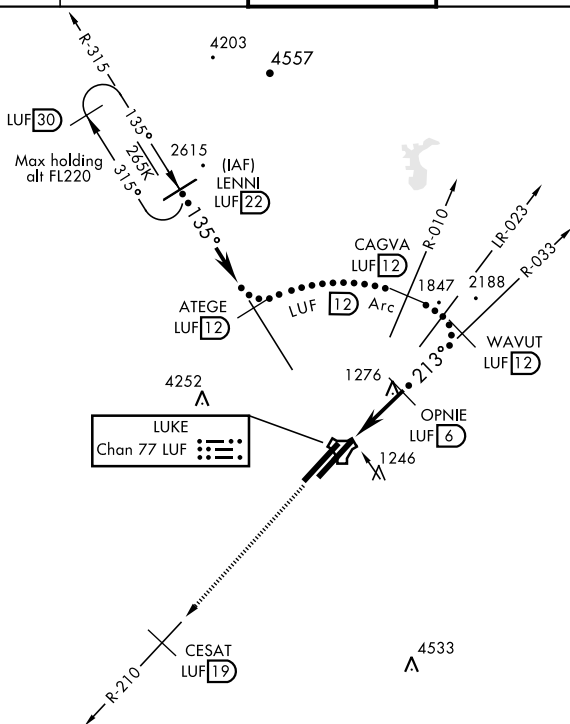 4203
4557
R-315
LUF 30
135°
265K
315°
Max holding
alt FL220
2615
(IAF)
LENNI
LUF 22
135°
R-010
LR-023
R-033
CAGVA
LUF 12
1847
2188
ATEGE
LUF 12
LUF 12 Arc
WAVUT
LUF 12
213°
1276
4252
OPNIE
LUF 6
LUKE
Chan 77 LUF
1246
CESAT
LUF 19
R-210
4533